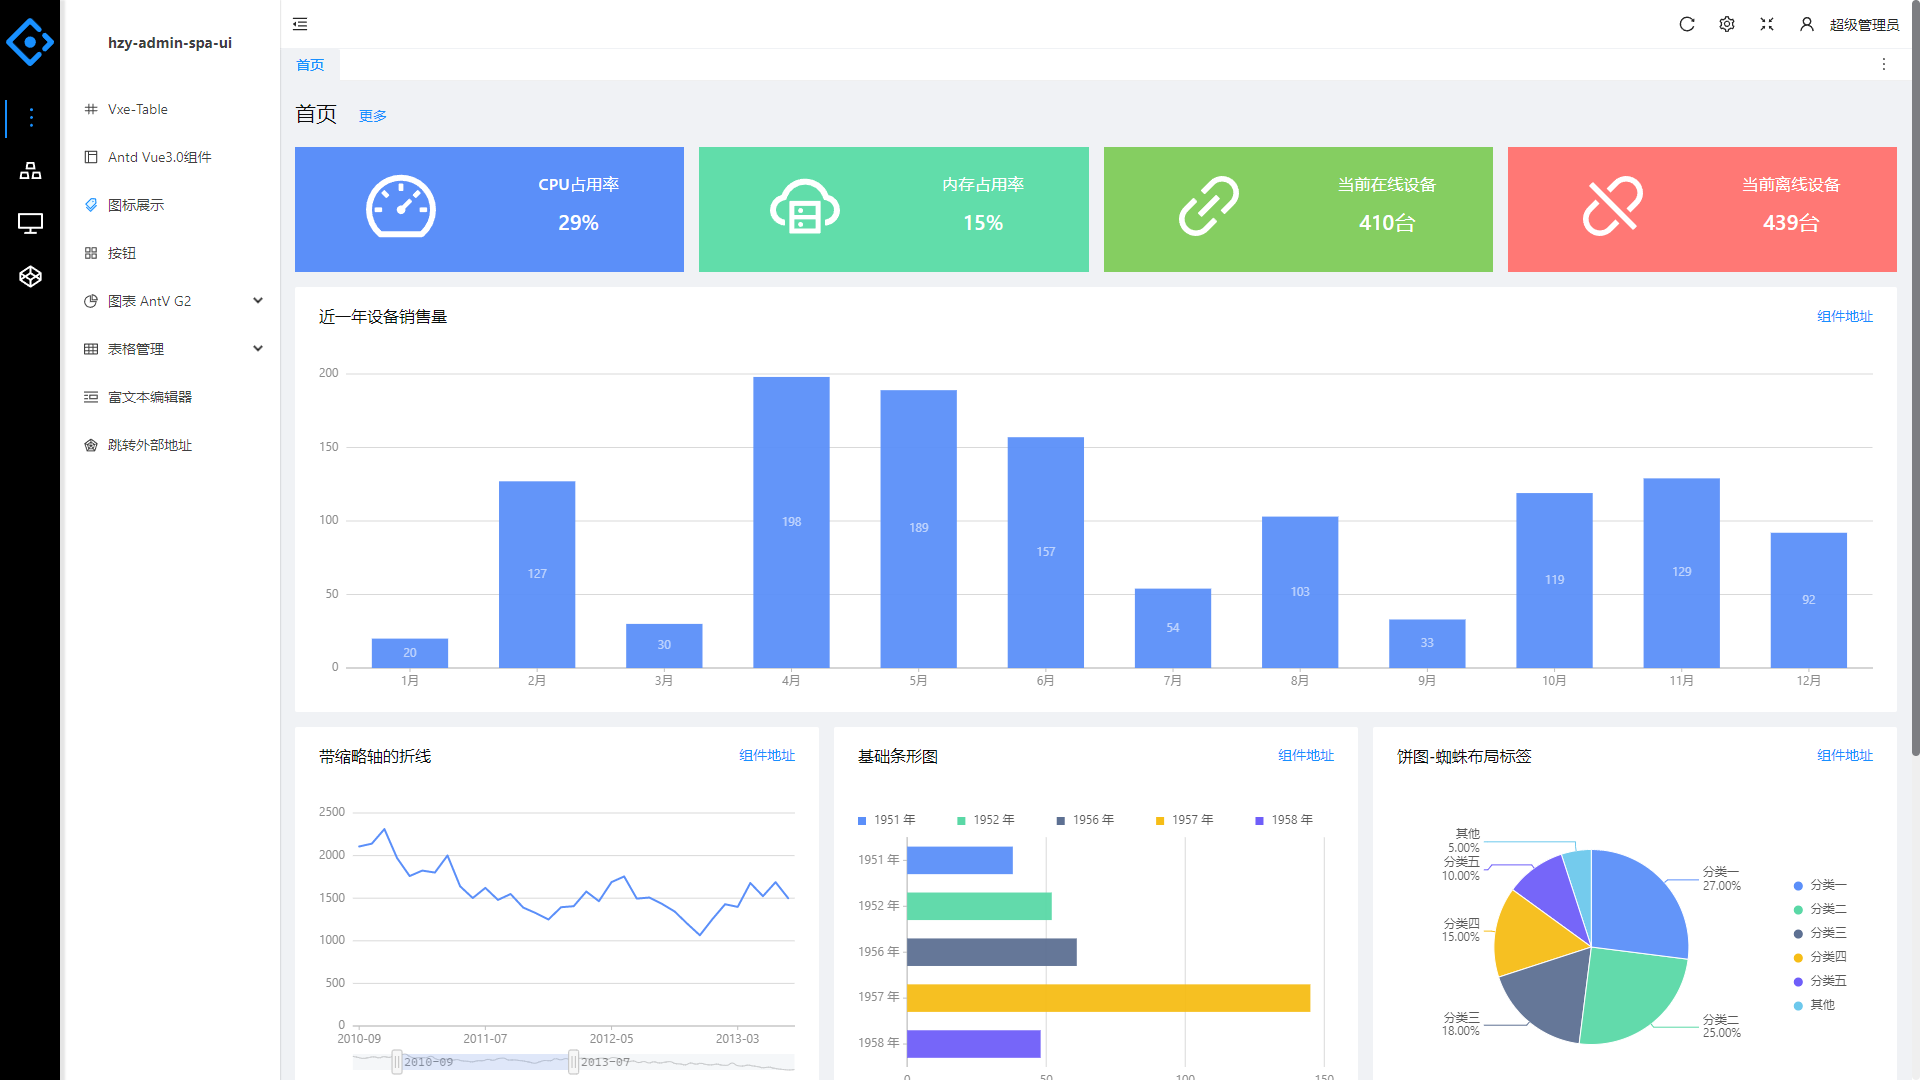 hzy-admin-spa-ui
超级管理员
Vxe-Table
Antd Vue3.0组件
图标展示
按钮
图表 AntV G2
表格管理
富文本编辑器
跳转外部地址
首页
首页 更多
CPU占用率
29%
内存占用率
15%
当前在线设备
410台
当前离线设备
439台
近一年设备销售量 组件地址
200
150
100
50
0
20
127
30
198
189
157
54
103
33
119
129
92
1月 2月 3月 4月 5月 6月 7月 8月 9月 10月 11月 12月
带缩略轴的折线 组件地址
2500
2000
1500
1000
500
0
2010-09 2011-07 2012-05 2013-03
2010-09 2013-07
基础条形图 组件地址
1951 年 1952 年 1956 年 1957 年 1958 年
1951 年
1952 年
1956 年
1957 年
1958 年
0 50 100 150
饼图-蜘蛛布局标签 组件地址
其他
5.00%
分类五
10.00%
分类四
15.00%
分类三
18.00%
分类一
27.00%
分类二
25.00%
分类一
分类二
分类三
分类四
分类五
其他